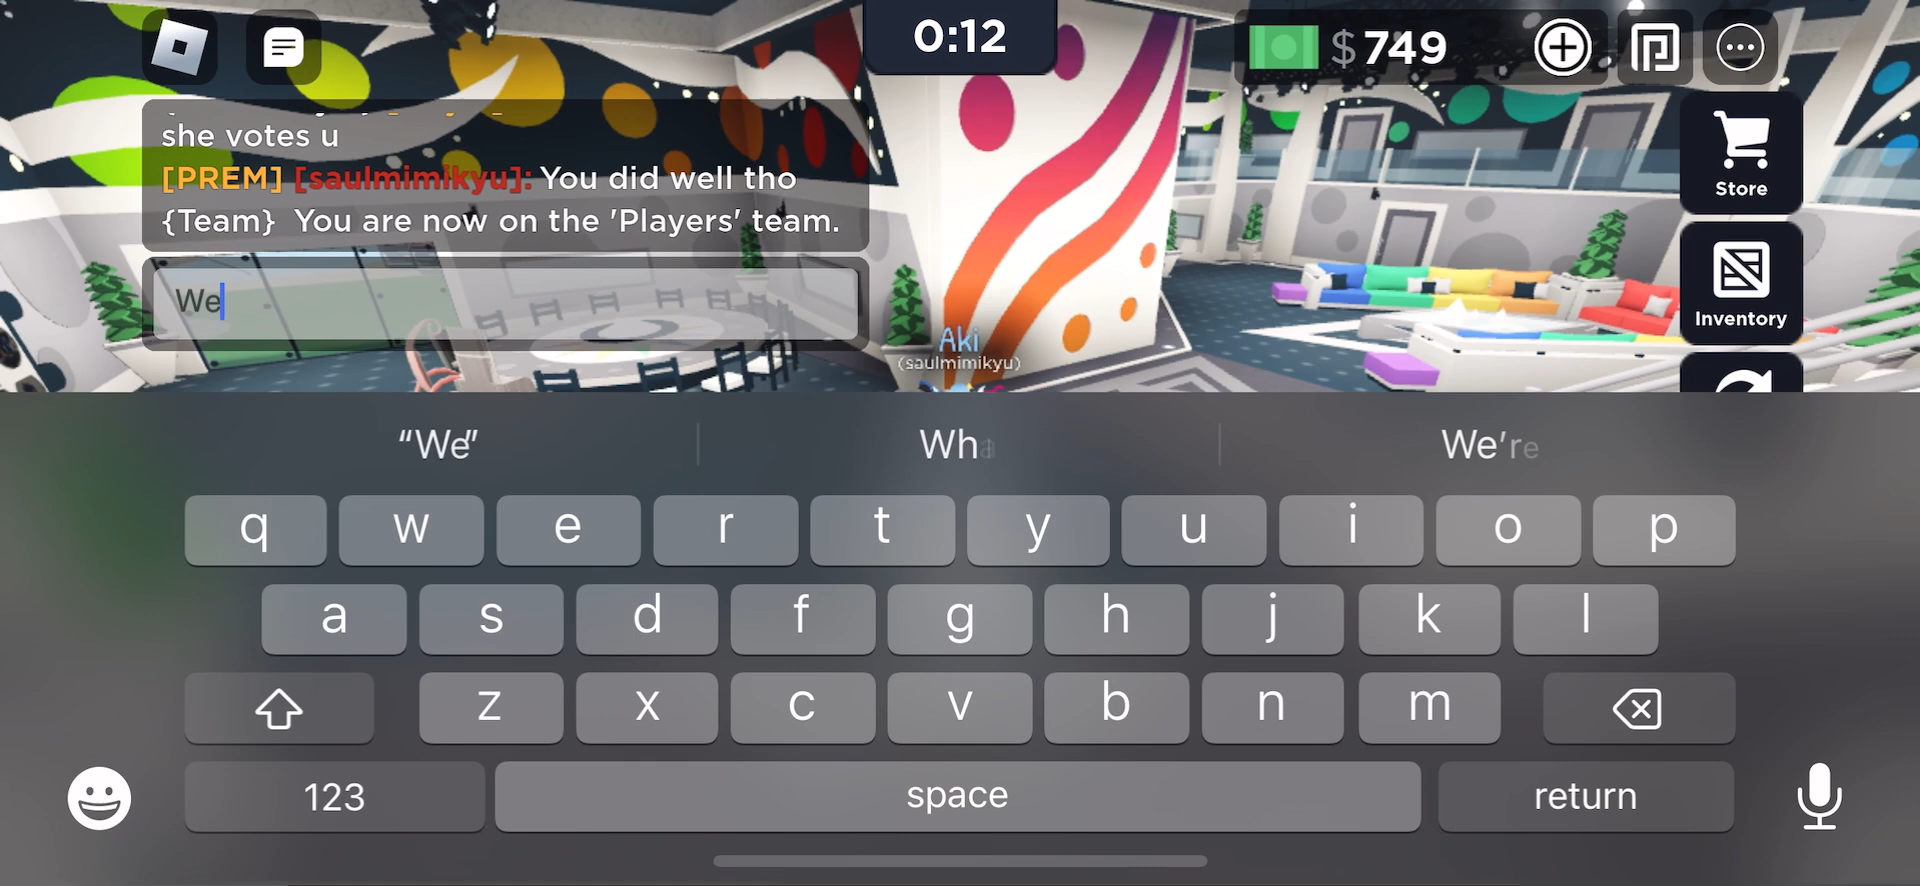 0:12
$ 749
she votes u
[PREM] [saulmimikyu]: You did well tho
{Team} You are now on the 'Players' team.
We
Store
Inventory
Aki
(saulmimikyu)
“We”
Wha
We're
q w e r t y u i o p
a s d f g h j k l
z x c v b n m
123
space
return